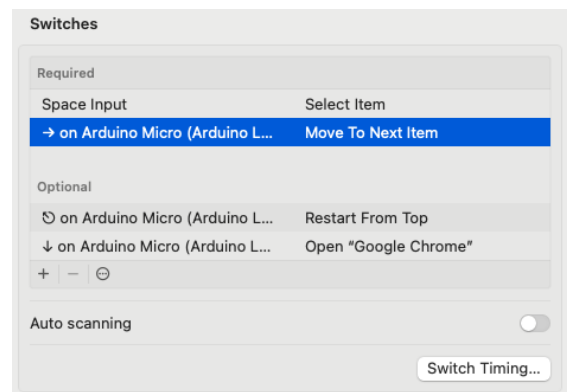 Switches
Required
Space Input Select Item
→ on Arduino Micro (Arduino L... Move To Next Item
Optional
⎋ on Arduino Micro (Arduino L... Restart From Top
↓ on Arduino Micro (Arduino L... Open “Google Chrome”
Auto scanning
Switch Timing...